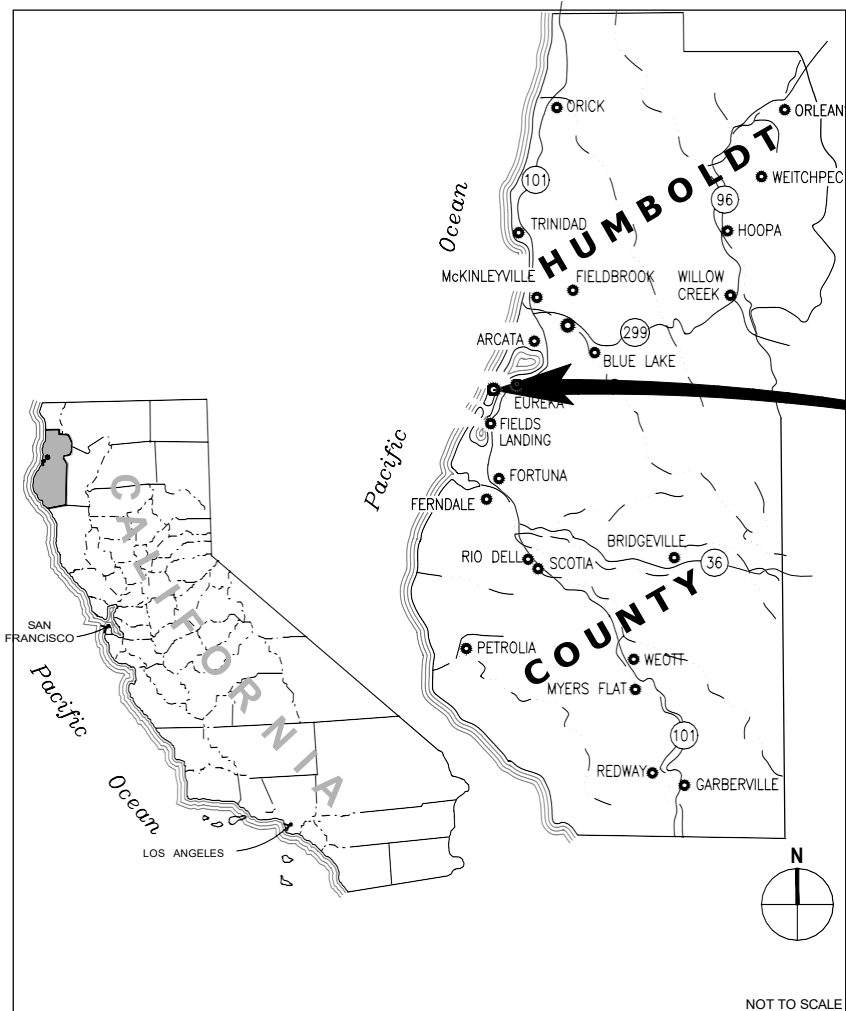 ORICK
ORLEAN
HUMBOLDT
101
WEITCHPEC
96
Ocean
TRINIDAD
HOOPA
McKINLEYVILLE
FIELDBROOK
WILLOW
CREEK
299
ARCATA
BLUE LAKE
EUREKA
FIELDS
LANDING
Pacific
FORTUNA
FERNDALE
BRIDGEVILLE
RIO DELL
SCOTIA
36
COUNTY
PETROLIA
WEOTT
MYERS FLAT
101
REDWAY
GARBERVILLE
CALIFORNIA
SAN
FRANCISCO
Pacific
Ocean
LOS ANGELES
N
NOT TO SCALE